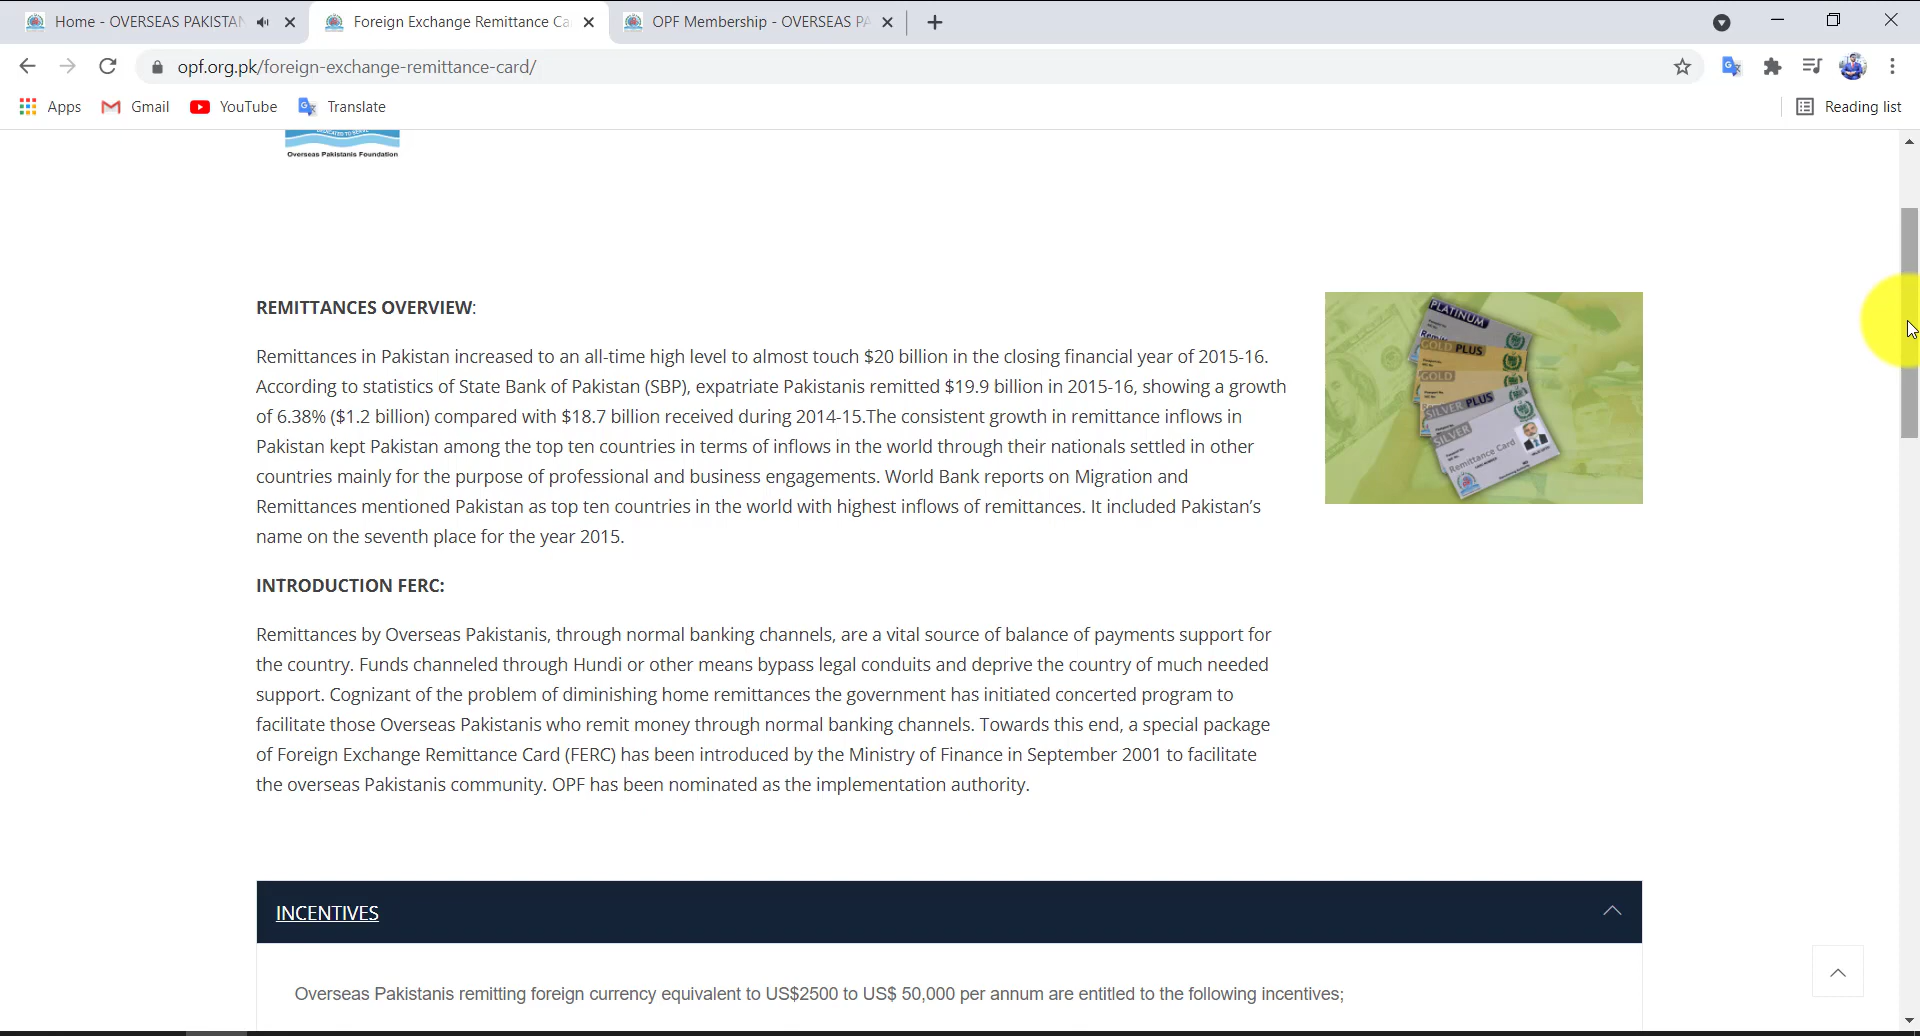 Home - OVERSEAS PAKISTAN
Foreign Exchange Remittance Ca
OPF Membership - OVERSEAS PA
opf.org.pk/foreign-exchange-remittance-card/
Apps
Gmail
YouTube
Translate
Reading list
DEDICATED TO SERVE
Overseas Pakistanis Foundation
REMITTANCES OVERVIEW:
Remittances in Pakistan increased to an all-time high level to almost touch $20 billion in the closing financial year of 2015-16.
According to statistics of State Bank of Pakistan (SBP), expatriate Pakistanis remitted $19.9 billion in 2015-16, showing a growth
of 6.38% ($1.2 billion) compared with $18.7 billion received during 2014-15.The consistent growth in remittance inflows in
Pakistan kept Pakistan among the top ten countries in terms of inflows in the world through their nationals settled in other
countries mainly for the purpose of professional and business engagements. World Bank reports on Migration and
Remittances mentioned Pakistan as top ten countries in the world with highest inflows of remittances. It included Pakistan's
name on the seventh place for the year 2015.
PLATINUM
GOLD PLUS
GOLD
SILVER PLUS
SILVER
Remittance Card
INTRODUCTION FERC:
Remittances by Overseas Pakistanis, through normal banking channels, are a vital source of balance of payments support for
the country. Funds channeled through Hundi or other means bypass legal conduits and deprive the country of much needed
support. Cognizant of the problem of diminishing home remittances the government has initiated concerted program to
facilitate those Overseas Pakistanis who remit money through normal banking channels. Towards this end, a special package
of Foreign Exchange Remittance Card (FERC) has been introduced by the Ministry of Finance in September 2001 to facilitate
the overseas Pakistanis community. OPF has been nominated as the implementation authority.
INCENTIVES
Overseas Pakistanis remitting foreign currency equivalent to US$2500 to US$ 50,000 per annum are entitled to the following incentives;